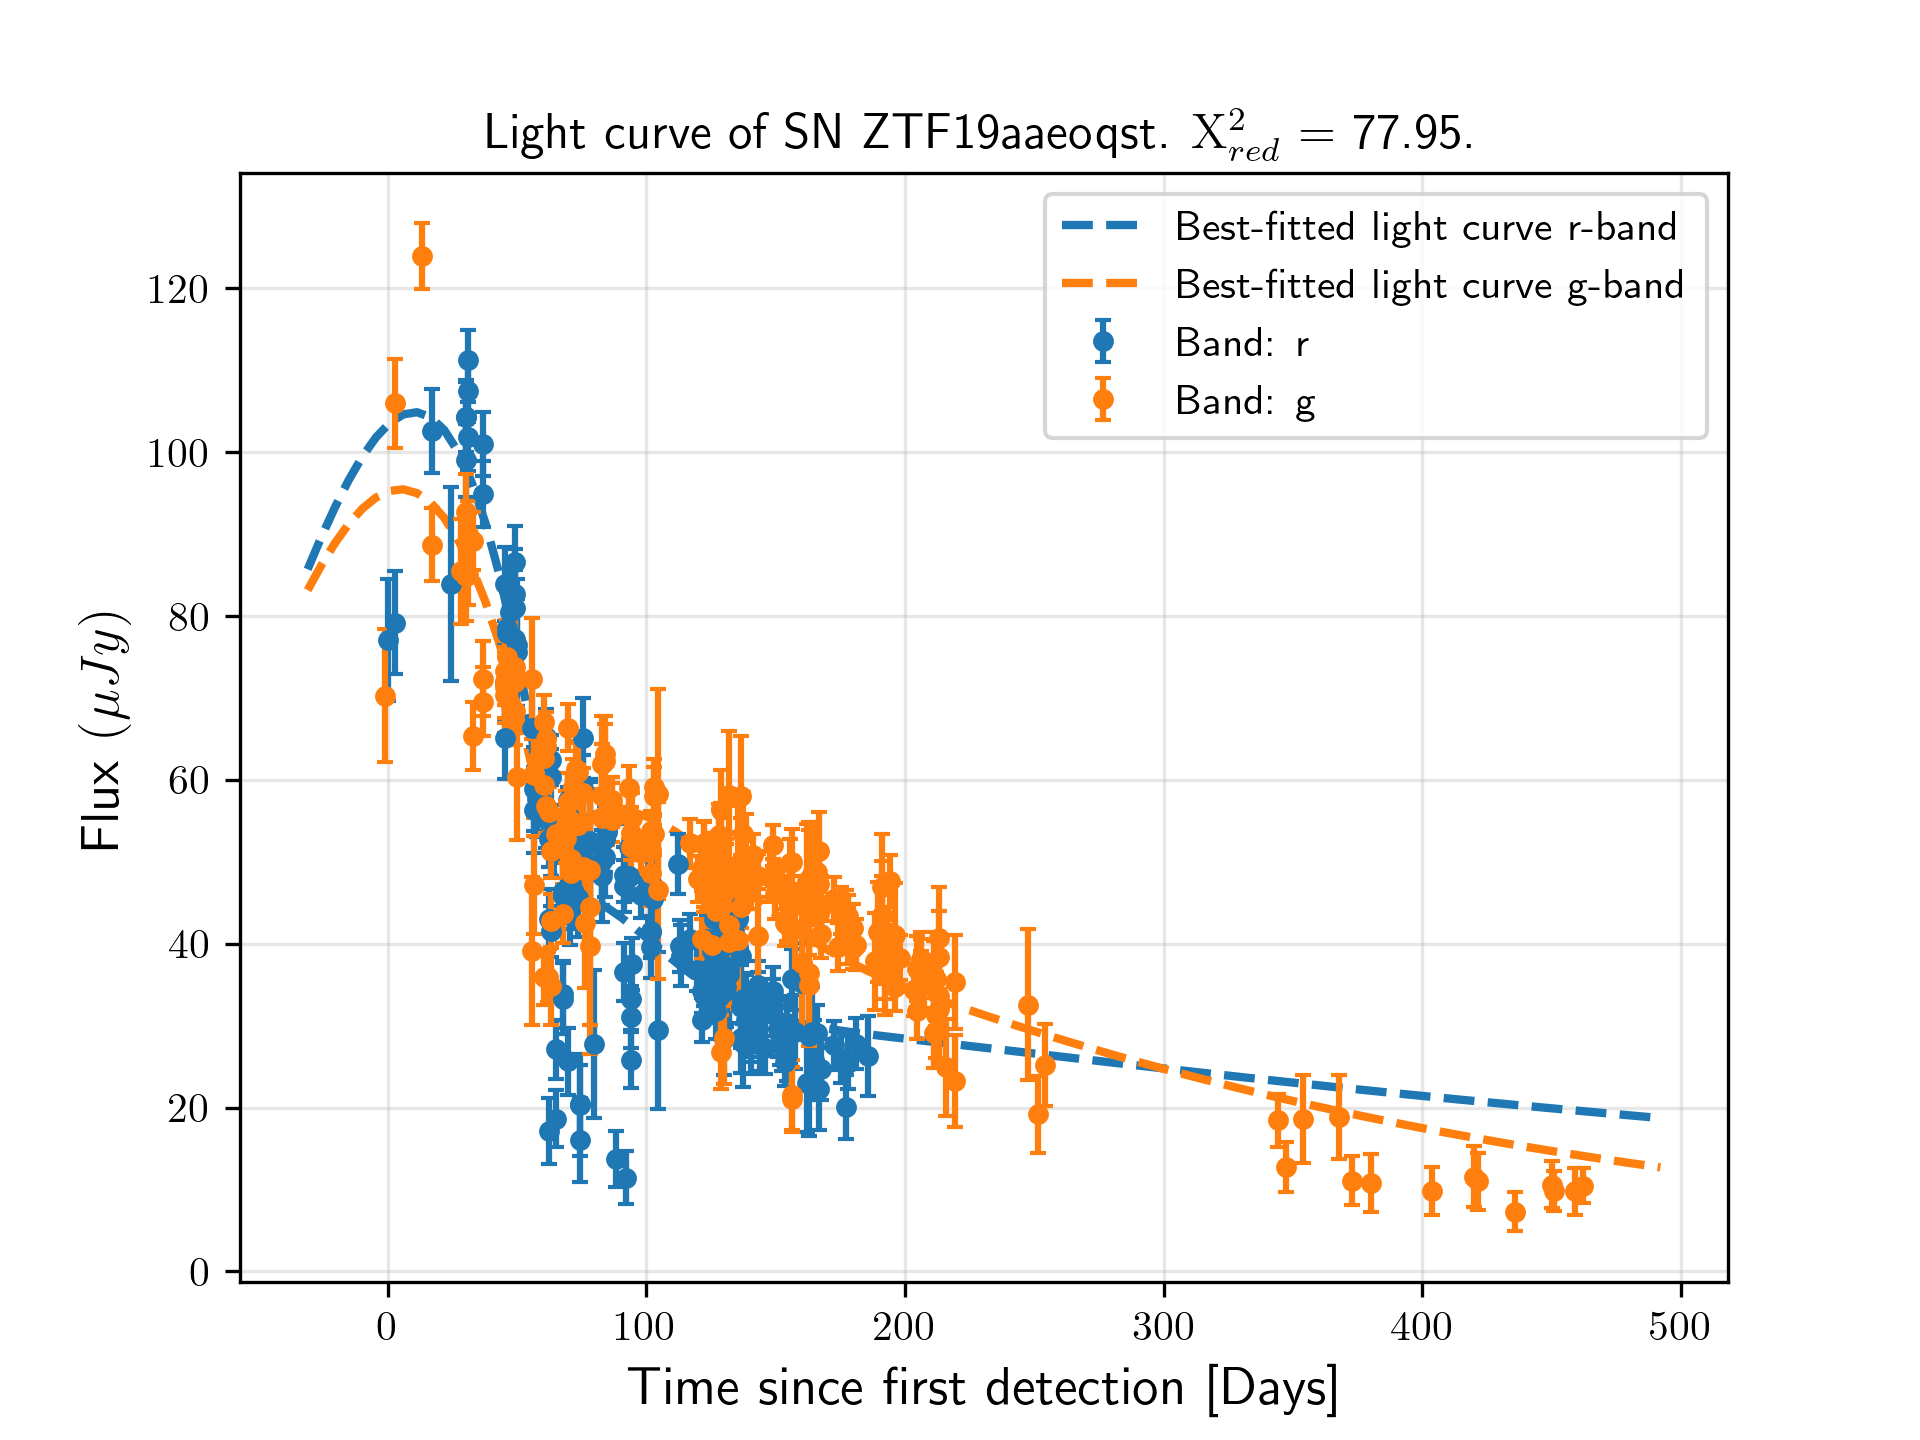 Light curve of SN ZTF19aaeoqst. X²_red = 77.95.
Best-fitted light curve r-band
Best-fitted light curve g-band
Band: r
Band: g
120
100
80
60
40
20
0
Flux (μJy)
0 100 200 300 400 500
Time since first detection [Days]